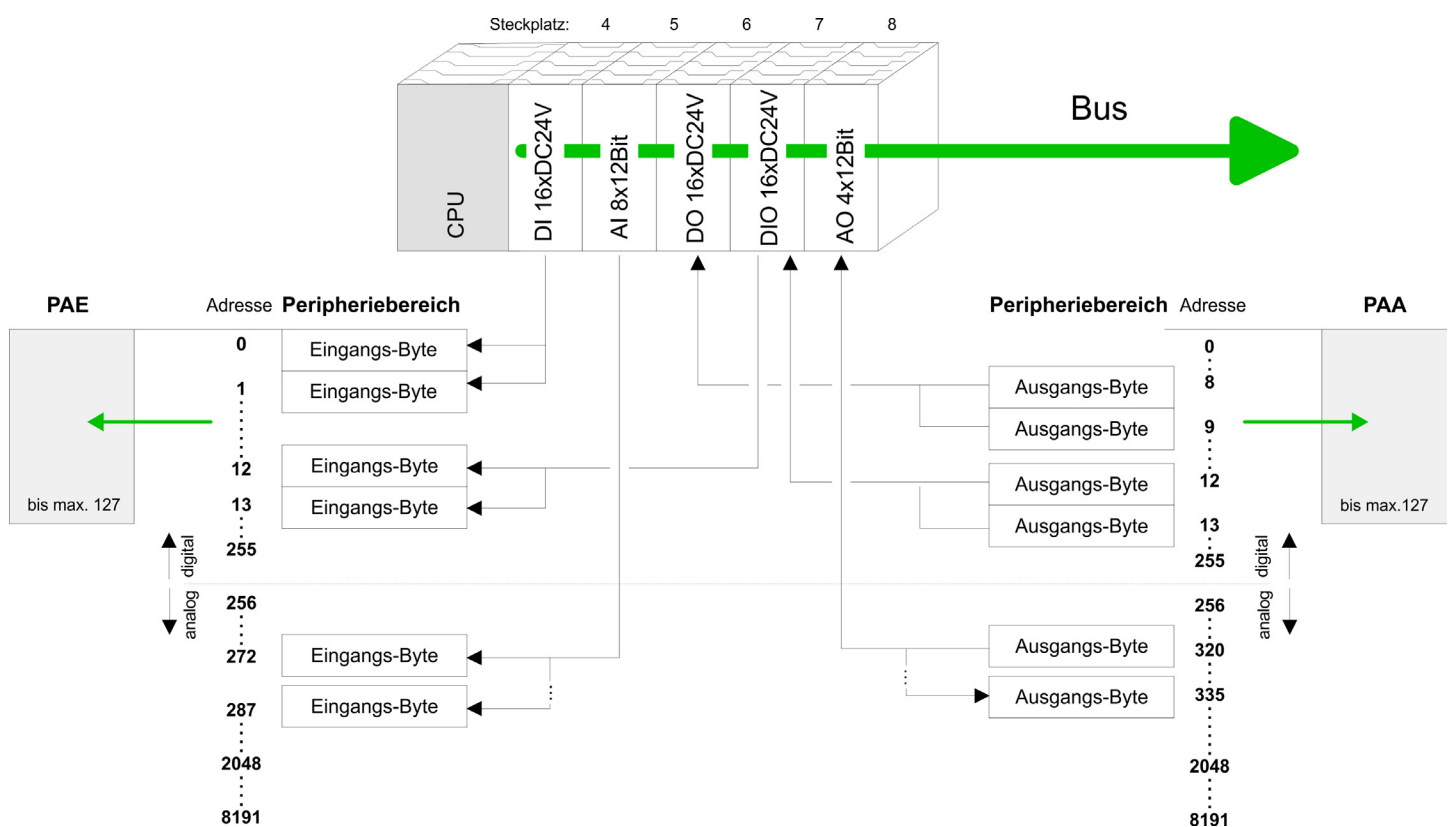 Steckplatz: 4 5 6 7 8
Bus
CPU
DI 16xDC24V
AI 8x12Bit
DO 16xDC24V
DIO 16xDC24V
AO 4x12Bit
PAE
Adresse Peripheriebereich
0 Eingangs-Byte
1 Eingangs-Byte
12 Eingangs-Byte
13 Eingangs-Byte
bis max. 127
255
digital
analog
256
272 Eingangs-Byte
287 Eingangs-Byte
2048
8191
Peripheriebereich Adresse
PAA
0
Ausgangs-Byte 8
Ausgangs-Byte 9
Ausgangs-Byte 12
Ausgangs-Byte 13
bis max.127
255
digital
analog
256
Ausgangs-Byte 320
Ausgangs-Byte 335
2048
8191